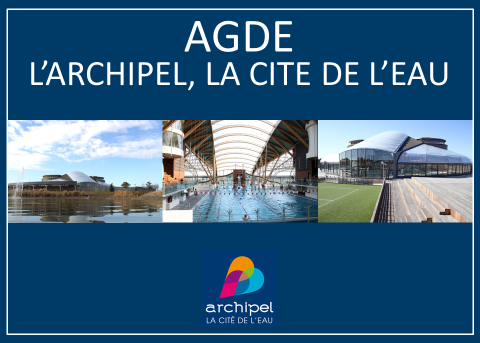 AGDE
L'ARCHIPEL, LA CITE DE L'EAU
archipel
LA CITÉ DE L'EAU